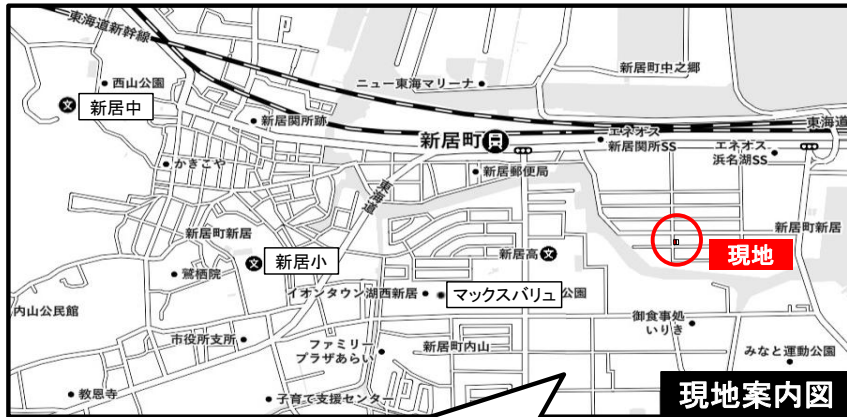 東海道新幹線
西山公園
新居中
新居関所跡
ニュー東海マリーナ
新居町中之郷
新居町
エネオス
新居関所SS
東海道
エネオス
浜名湖SS
かきこや
新居郵便局
東海道
新居町新居
鷲栖院
新居小
新居高
新居町新居
現地
イオンタウン湖西新居
マックスバリュ
公園
内山公民館
市役所支所
ファミリー
プラザあらい
新居町内山
御食事処
いりき
みなと運動公園
教恩寺
子育て支援センター
現地案内図